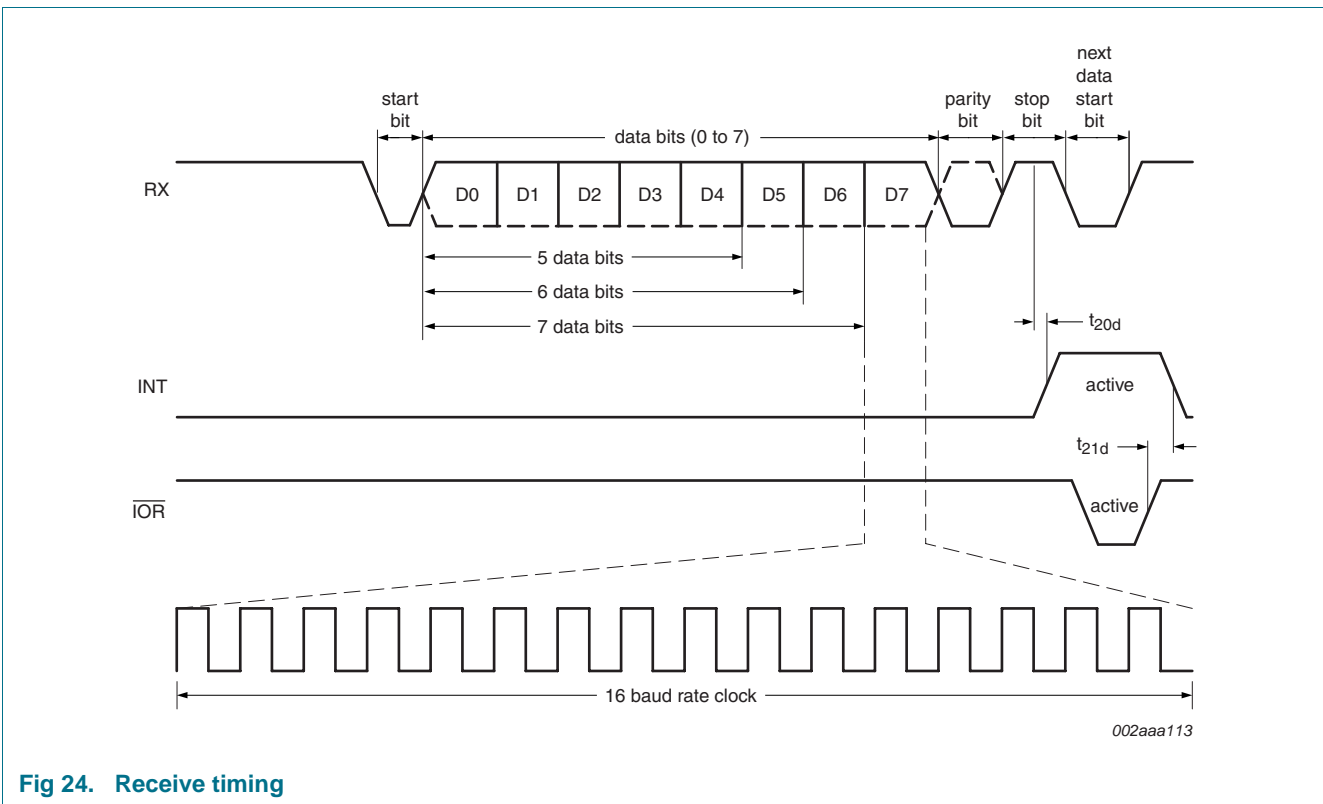 next
data
start
bit
start
bit
parity
bit
stop
bit
data bits (0 to 7)
RX
D0 D1 D2 D3 D4 D5 D6 D7
5 data bits
6 data bits
7 data bits
t20d
INT
active
t21d
IOR
active
16 baud rate clock
002aaa113
Fig 24. Receive timing